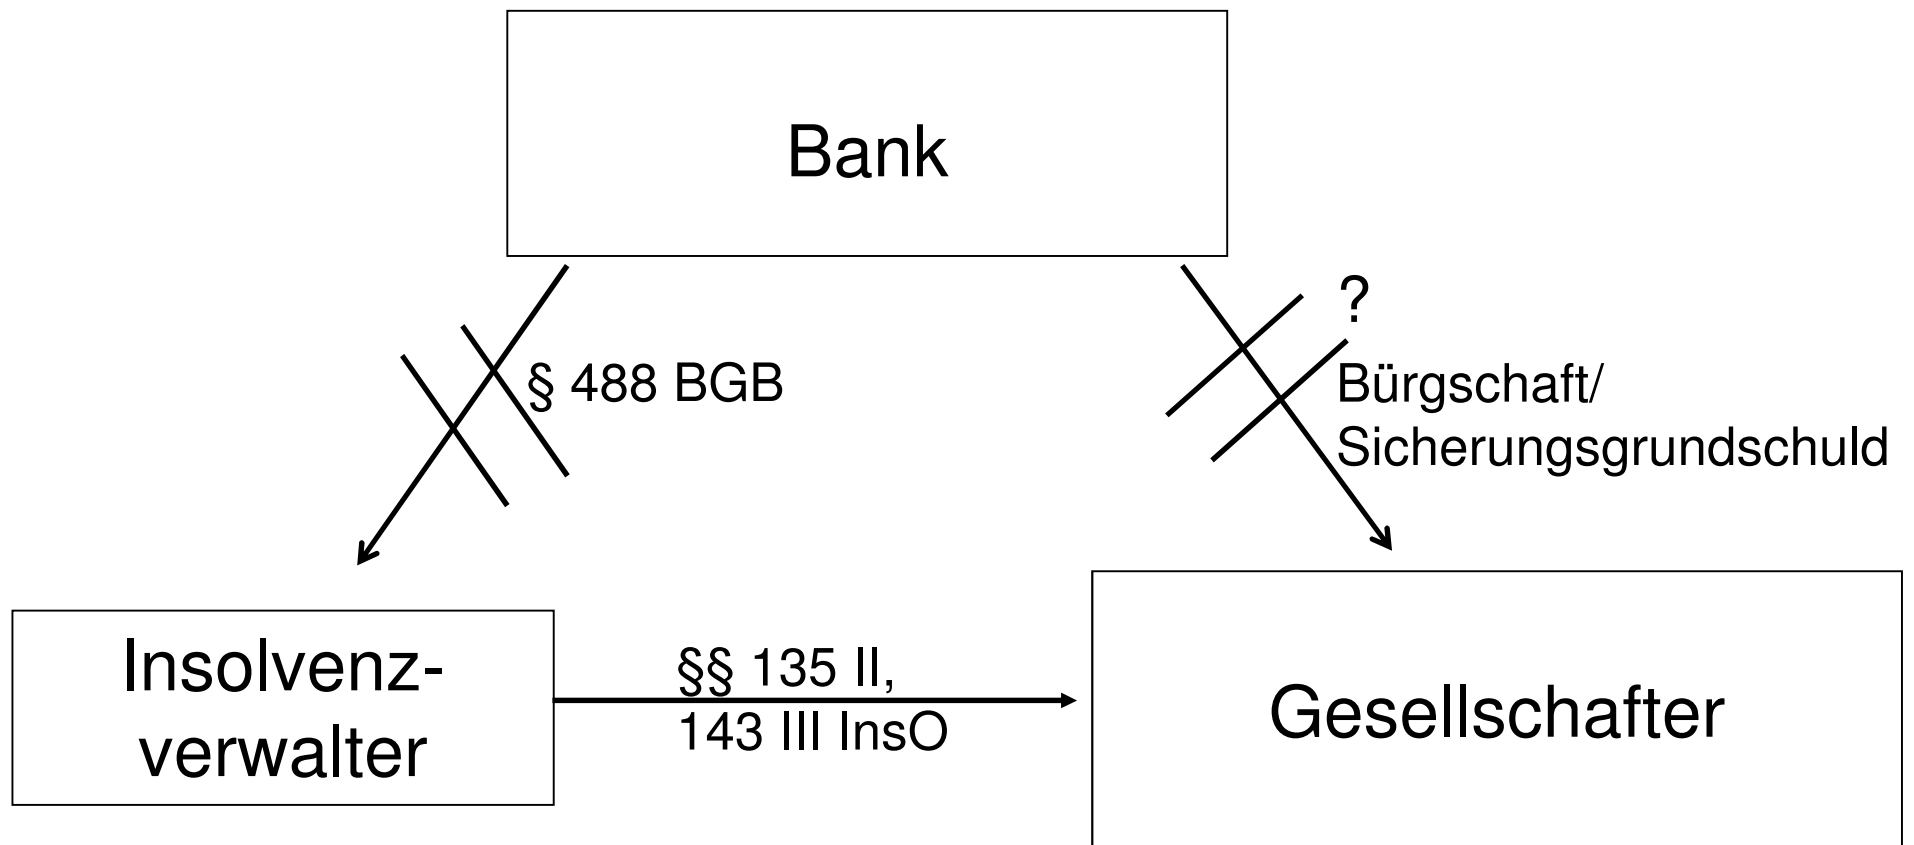 Bank
?
§ 488 BGB
Bürgschaft/
Sicherungsgrundschuld
Insolvenz-
verwalter
§§ 135 II,
143 III InsO
Gesellschafter